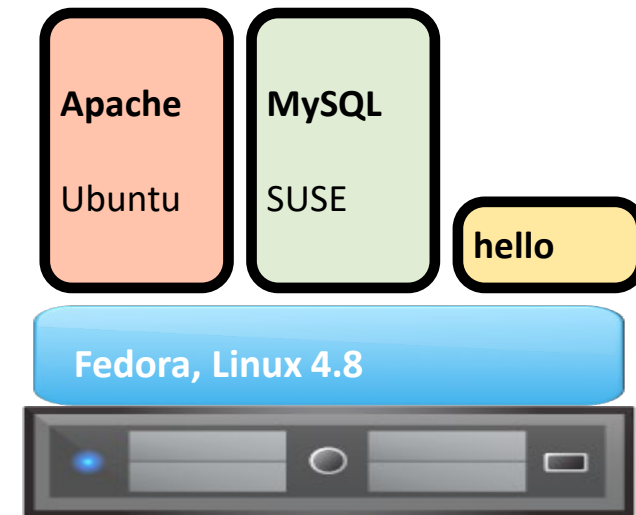 Apache
Ubuntu
MySQL
SUSE
hello
Fedora, Linux 4.8